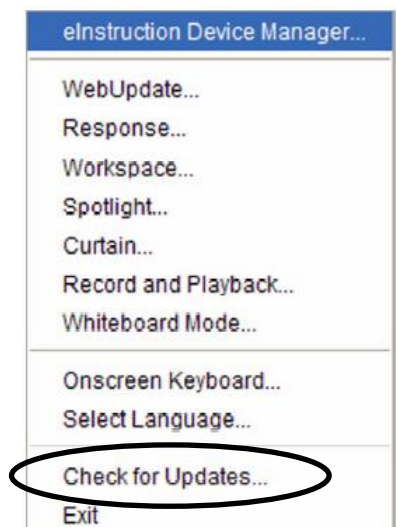 eInstruction Device Manager...
WebUpdate...
Response...
Workspace...
Spotlight...
Curtain...
Record and Playback...
Whiteboard Mode...
Onscreen Keyboard...
Select Language...
Check for Updates...
Exit